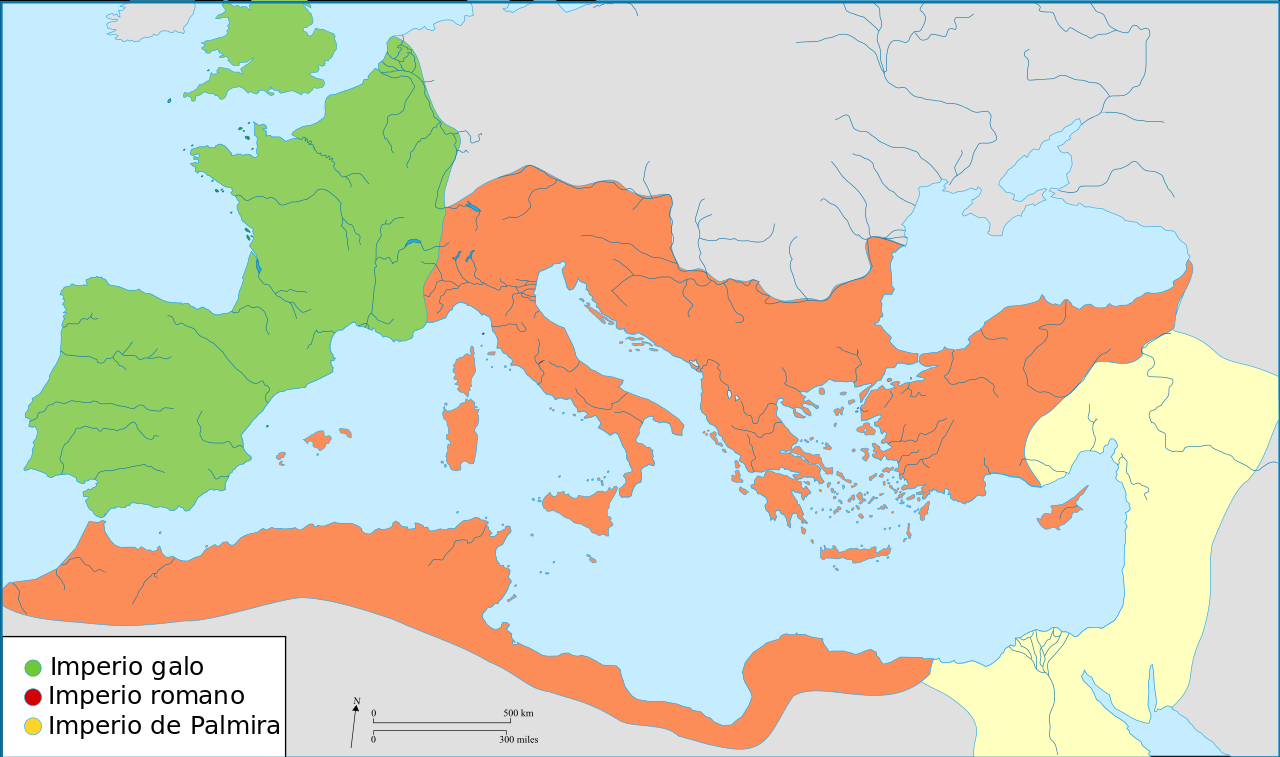 Imperio galo
Imperio romano
Imperio de Palmira
N
0 500 km
0 300 miles